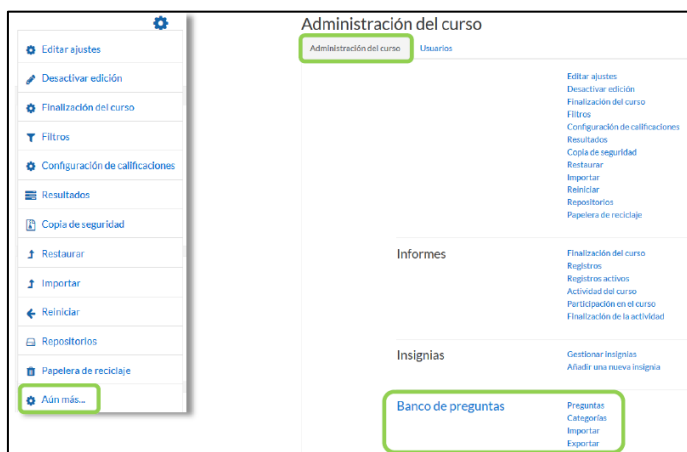 Editar ajustes
Desactivar edición
Finalización del curso
Filtros
Configuración de calificaciones
Resultados
Copia de seguridad
Restaurar
Importar
Reiniciar
Repositorios
Papelera de reciclaje
Aún más...
Administración del curso
Administración del curso
Usuarios
Editar ajustes
Desactivar edición
Finalización del curso
Filtros
Configuración de calificaciones
Resultados
Copia de seguridad
Restaurar
Importar
Reiniciar
Repositorios
Papelera de reciclaje
Informes
Finalización del curso
Registros
Registros activos
Actividad del curso
Participación en el curso
Finalización de la actividad
Insignias
Gestionar insignias
Añadir una nueva insignia
Banco de preguntas
Preguntas
Categorías
Importar
Exportar